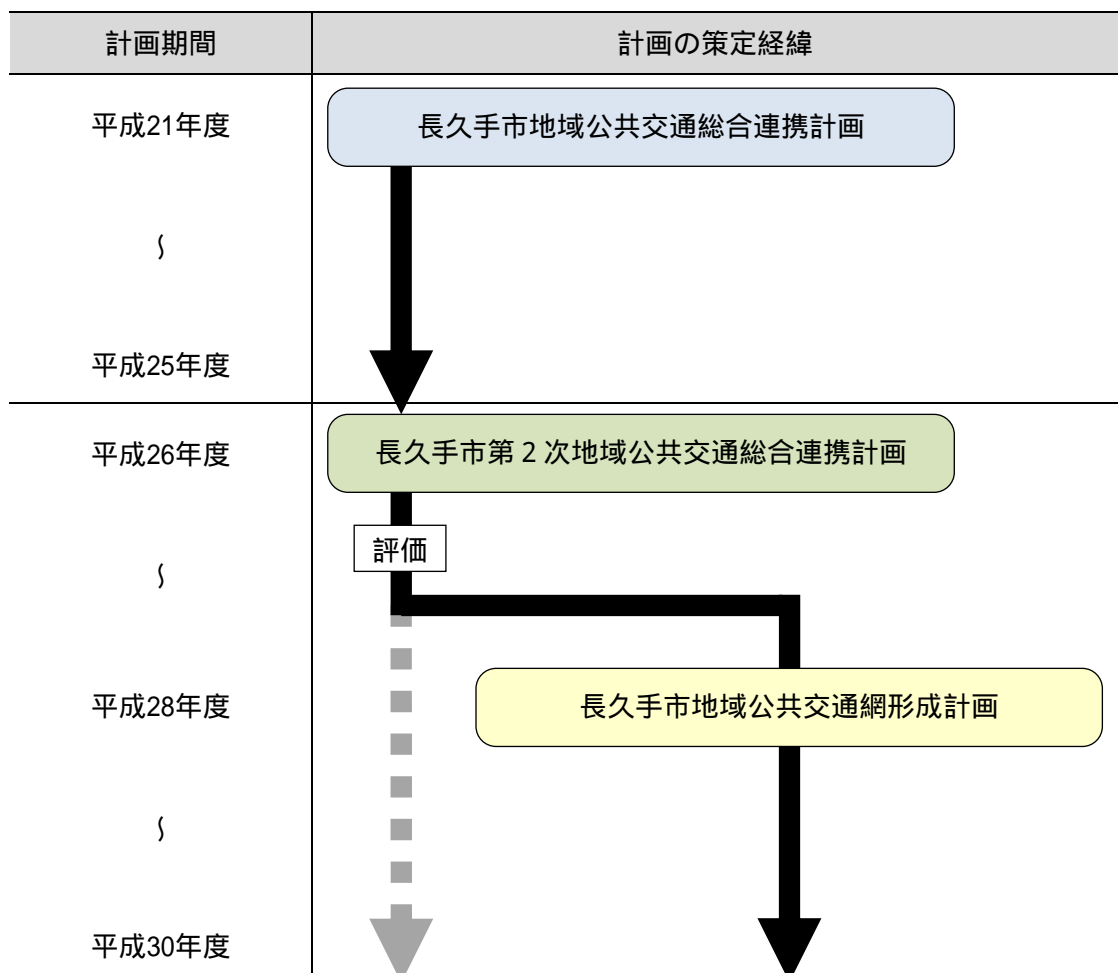 計画期間
計画の策定経緯
平成21年度
長久手市地域公共交通総合連携計画
～
平成25年度
平成26年度
長久手市第2次地域公共交通総合連携計画
評価
～
平成28年度
長久手市地域公共交通網形成計画
～
平成30年度